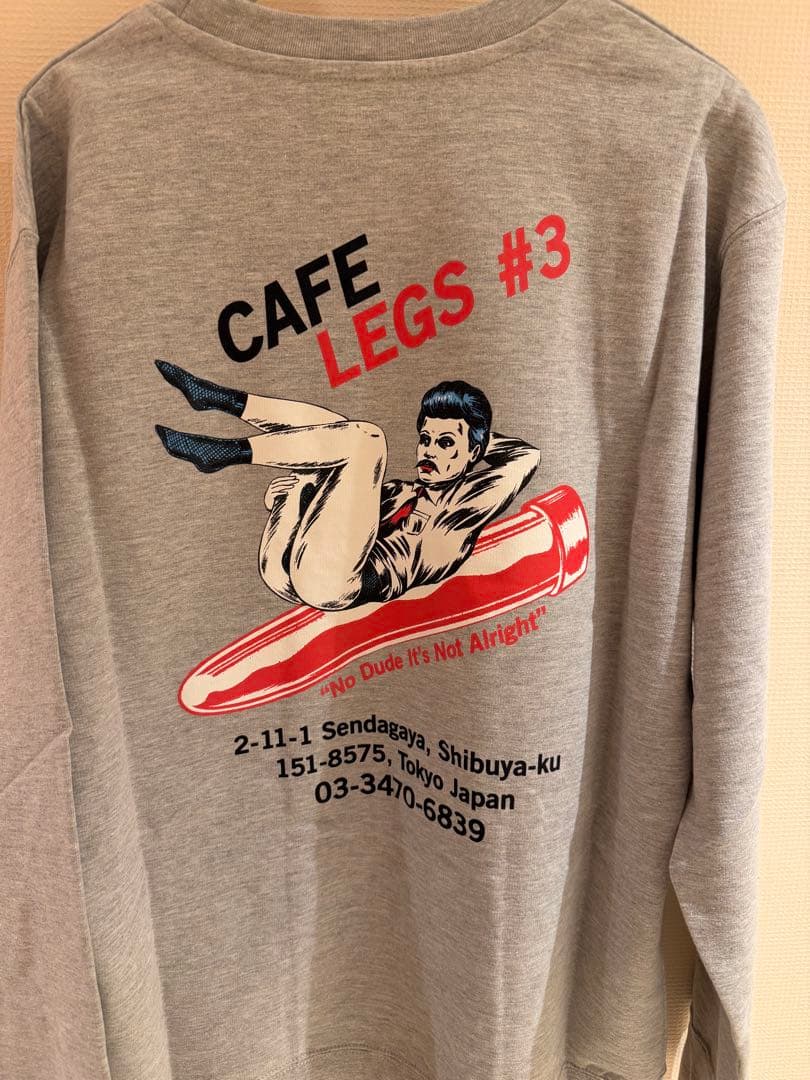 CAFE
LEGS #3
"No Dude It's Not Alright"
2-11-1 Sendagaya, Shibuya-ku
151-8575, Tokyo Japan
03-3470-6839